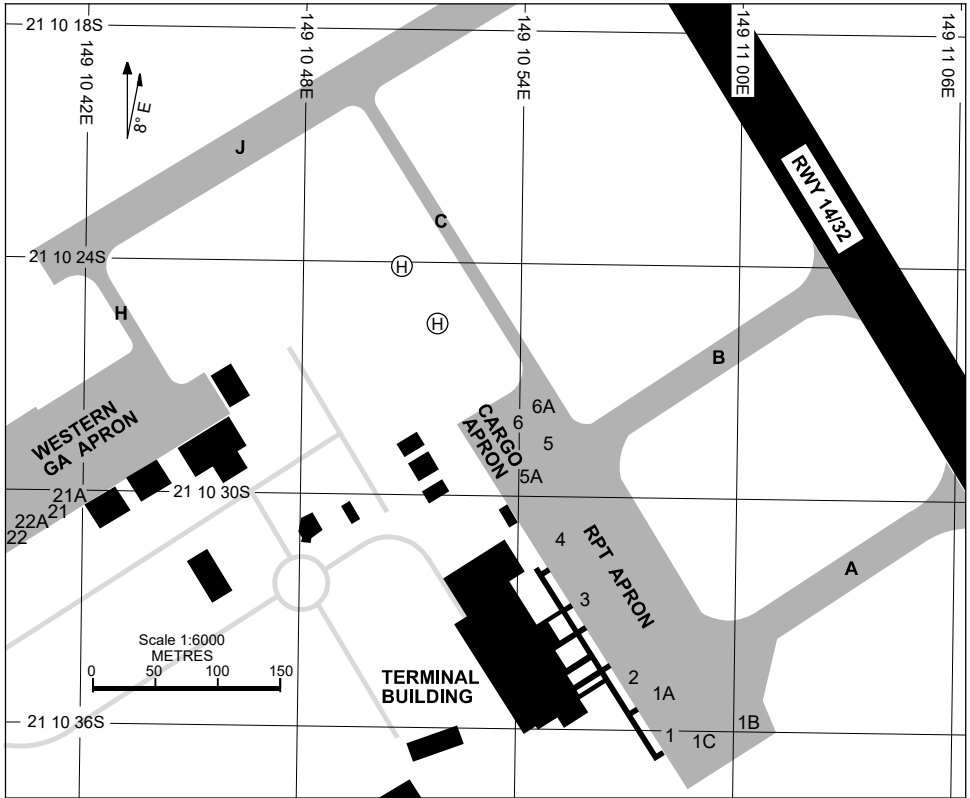 21 10 18S
149 10 42E
149 10 48E
149 10 54E
149 11 00E
149 11 06E
8° E
J
C
RWY 14/32
21 10 24S
H
H
H
B
WESTERN
GA APRON
CARGO
APRON
6A
6
5
5A
21A
21
22A
22
21 10 30S
4
RPT APRON
A
3
Scale 1:6000
METRES
0 50 100 150
TERMINAL
BUILDING
2
1A
21 10 36S
1
1B
1C